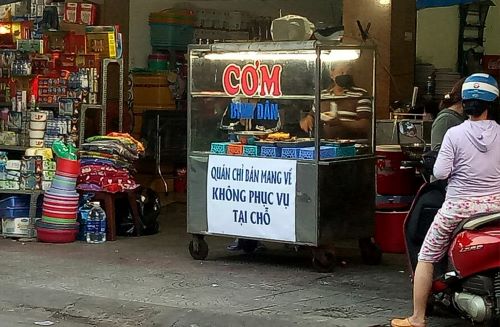 CƠM
BÌNH DÂN
QUÁN CHỈ BÁN MANG VỀ
KHÔNG PHỤC VỤ
TẠI CHỖ